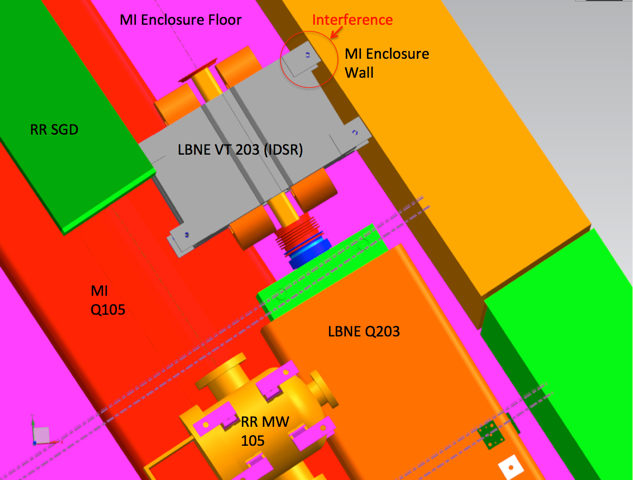 MI Enclosure Floor
Interference
MI Enclosure
Wall
RR SGD
LBNE VT 203 (IDSR)
MI
Q105
LBNE Q203
RR MW
105